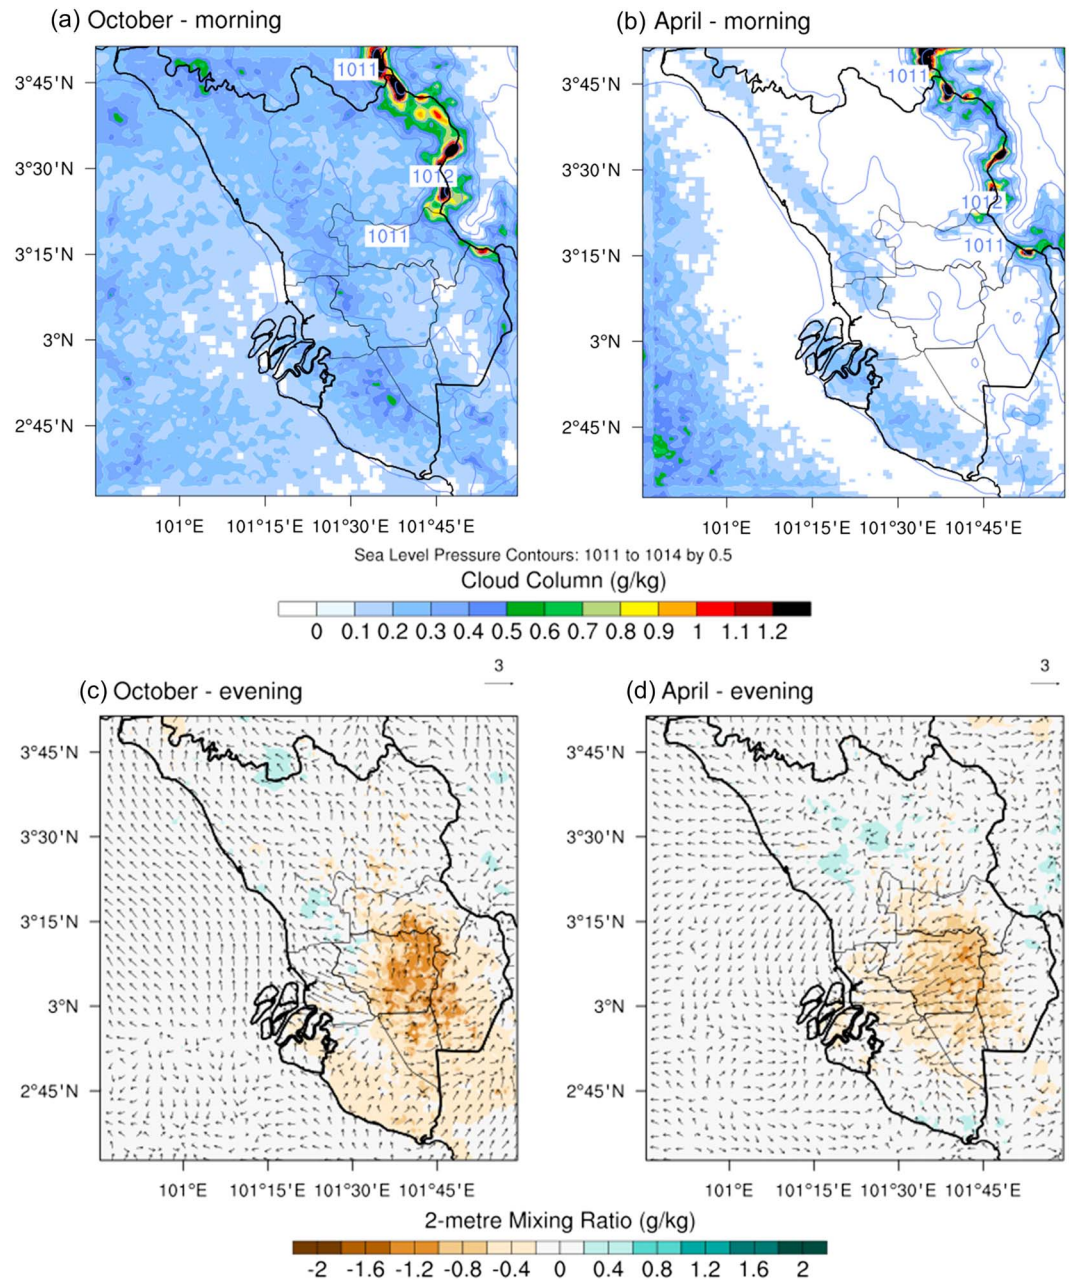 (a) October - morning
(b) April - morning
3°45'N
3°30'N
3°15'N
3°N
2°45'N
1011
1012
1011
101°E 101°15'E 101°30'E 101°45'E
3°45'N
3°30'N
3°15'N
3°N
2°45'N
1011
1012
1011
101°E 101°15'E 101°30'E 101°45'E
Sea Level Pressure Contours: 1011 to 1014 by 0.5
Cloud Column (g/kg)
0 0.1 0.2 0.3 0.4 0.5 0.6 0.7 0.8 0.9 1 1.1 1.2
(c) October - evening
3
(d) April - evening
3
3°45'N
3°30'N
3°15'N
3°N
2°45'N
101°E 101°15'E 101°30'E 101°45'E
3°45'N
3°30'N
3°15'N
3°N
2°45'N
101°E 101°15'E 101°30'E 101°45'E
2-metre Mixing Ratio (g/kg)
-2 -1.6 -1.2 -0.8 -0.4 0 0.4 0.8 1.2 1.6 2